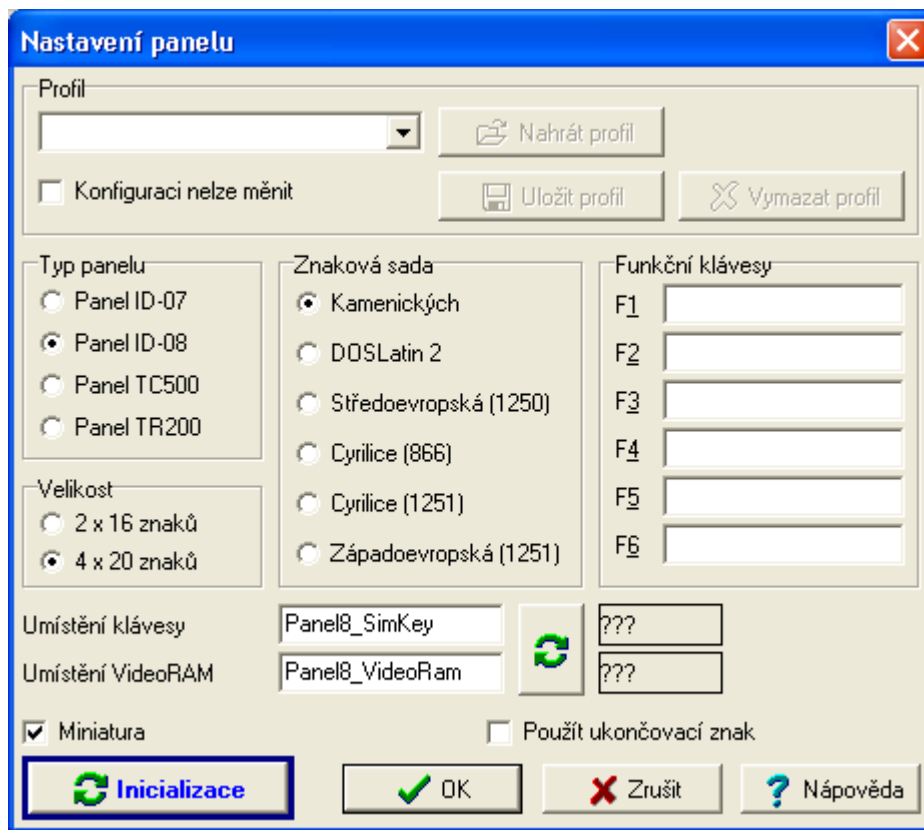 Nastavení panelu
Profil
Nahrát profil
Konfiguraci nelze měnit
Uložit profil
Vymazat profil
Typ panelu
Panel ID-07
Panel ID-08
Panel TC500
Panel TR200
Velikost
2 x 16 znaků
4 x 20 znaků
Znaková sada
Kamenických
DOSLatin 2
Středoevropská (1250)
Cyrilice (866)
Cyrilice (1251)
Západoevropská (1251)
Funkční klávesy
F1
F2
F3
F4
F5
F6
Umístění klávesy Panel8_SimKey ???
Umístění VideoRAM Panel8_VideoRam ???
Miniatura Použít ukončovací znak
Inicializace OK Zrušit Nápověda